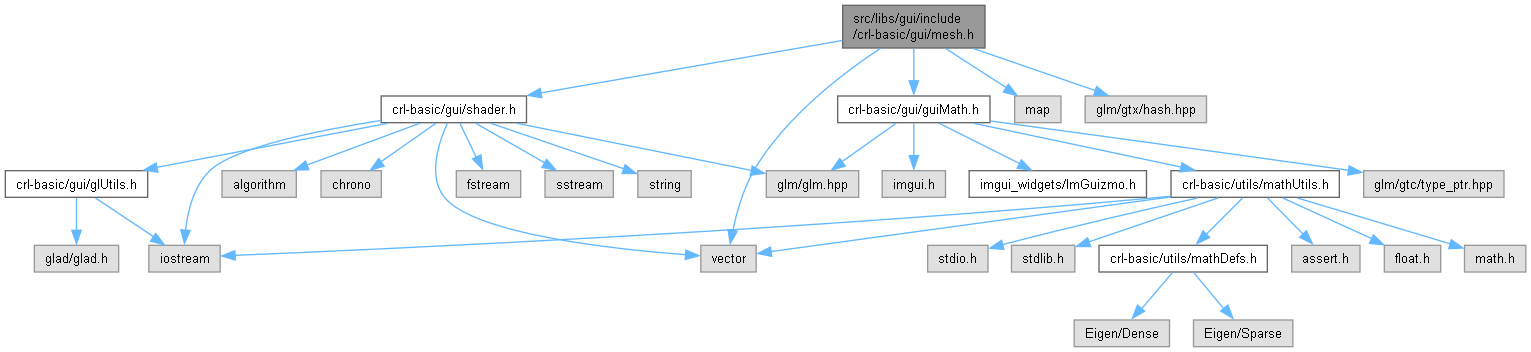 src/libs/gui/include
/crl-basic/gui/mesh.h
crl-basic/gui/shader.h
crl-basic/gui/guiMath.h
map
glm/gtx/hash.hpp
crl-basic/gui/glUtils.h
algorithm
chrono
fstream
sstream
string
glm/glm.hpp
imgui.h
imgui_widgets/ImGuizmo.h
crl-basic/utils/mathUtils.h
glm/gtc/type_ptr.hpp
glad/glad.h
iostream
vector
stdio.h
stdlib.h
crl-basic/utils/mathDefs.h
assert.h
float.h
math.h
Eigen/Dense
Eigen/Sparse